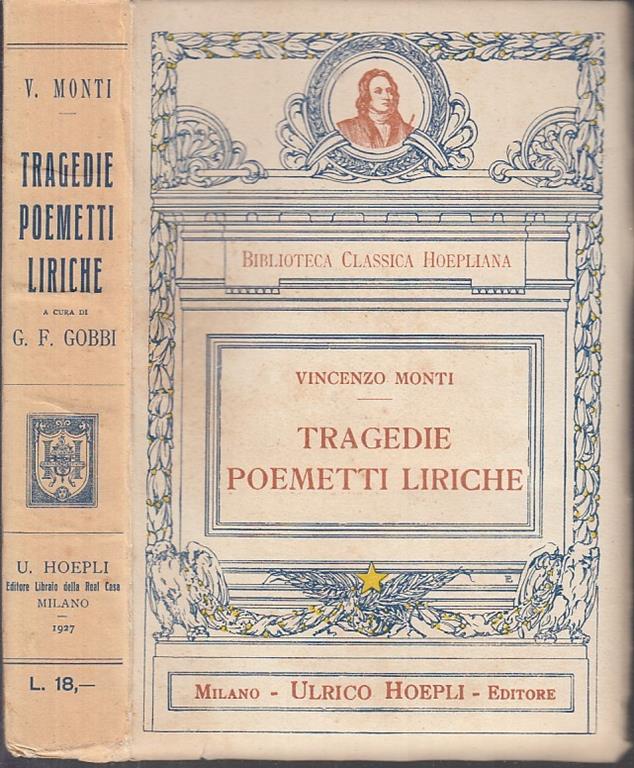 V. MONTI
TRAGEDIE
POEMETTI
LIRICHE
A CURA DI
G. F. GOBBI
U. HOEPLI
Editore Libraio della Real Casa
MILANO
1927
L. 18,—
BIBLIOTECA CLASSICA HOEPLIANA
VINCENZO MONTI
TRAGEDIE
POEMETTI LIRICHE
MILANO - ULRICO HOEPLI - EDITORE